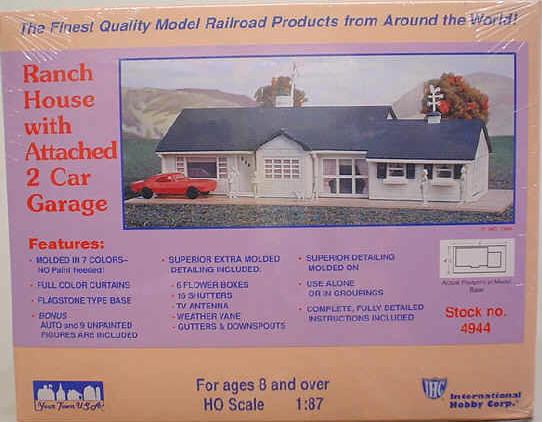 The Finest Quality Model Railroad Products from Around the World!
Ranch
House
with
Attached
2 Car
Garage
Features:
· MOLDED IN 7 COLORS–
NO Paint Needed!
· FULL COLOR CURTAINS
· FLAGSTONE TYPE BASE
· BONUS
AUTO and 9 UNPAINTED
FIGURES ARE INCLUDED
· SUPERIOR EXTRA MOLDED
DETAILING INCLUDED:
· 6 FLOWER BOXES
· 19 SHUTTERS
· TV ANTENNA
· WEATHER VANE
· GUTTERS & DOWNSPOUTS
· SUPERIOR DETAILING
MOLDED ON
· USE ALONE
OR IN GROUPINGS
· COMPLETE, FULLY DETAILED
INSTRUCTIONS INCLUDED
Actual Footprint of Model
Base
Stock no.
4944
Your Town U.S.A.
For ages 8 and over
HO Scale 1:87
IHC
International
Hobby Corp.